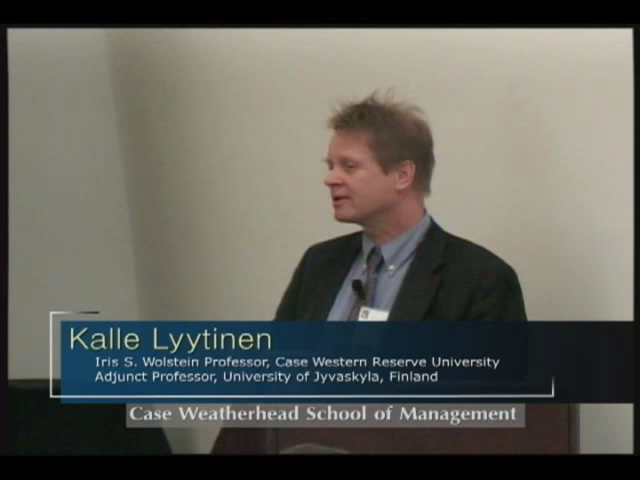 Kalle Lyytinen
Iris S. Wolstein Professor, Case Western Reserve University
Adjunct Professor, University of Jyvaskyla, Finland
Case Weatherhead School of Management